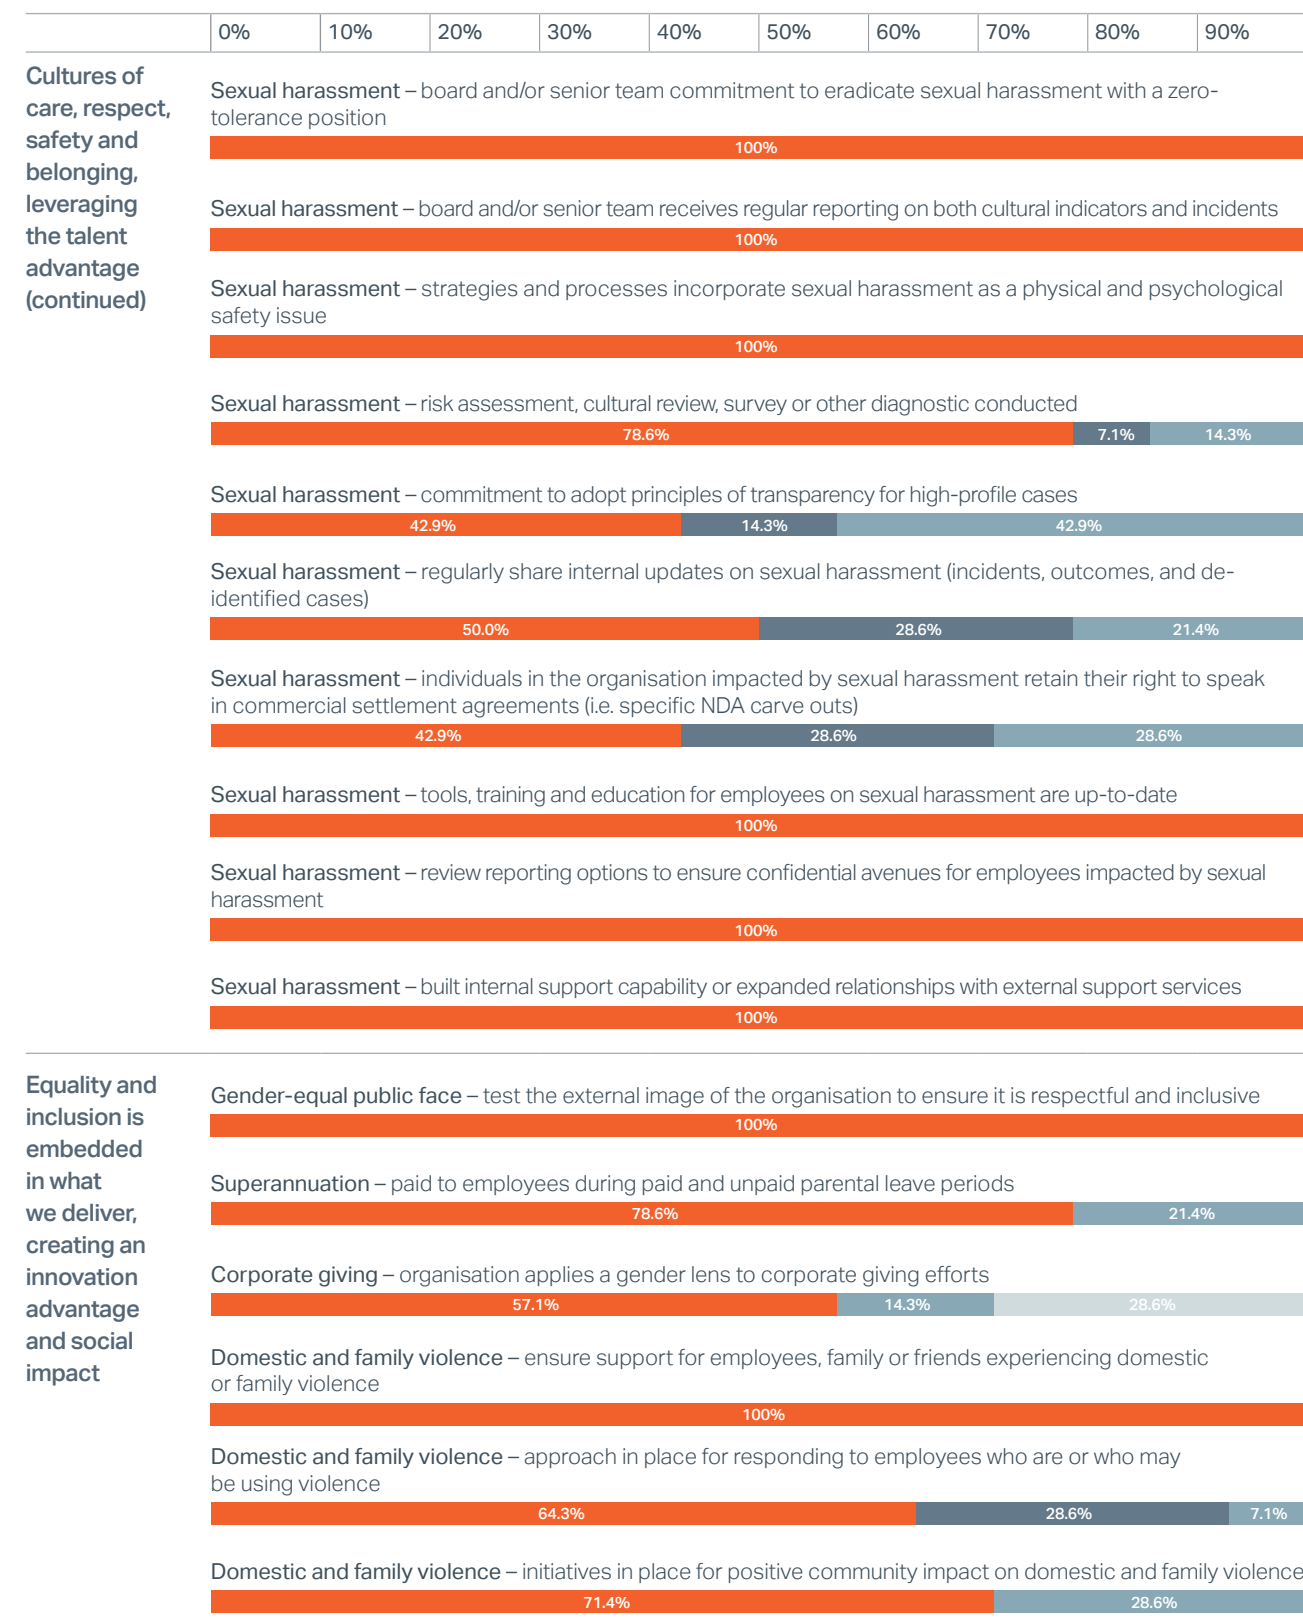 0% 10% 20% 30% 40% 50% 60% 70% 80% 90%
Cultures of
care, respect,
safety and
belonging,
leveraging
the talent
advantage
(continued)
Sexual harassment – board and/or senior team commitment to eradicate sexual harassment with a zero-
tolerance position
100%
Sexual harassment – board and/or senior team receives regular reporting on both cultural indicators and incidents
100%
Sexual harassment – strategies and processes incorporate sexual harassment as a physical and psychological
safety issue
100%
Sexual harassment – risk assessment, cultural review, survey or other diagnostic conducted
78.6% 7.1% 14.3%
Sexual harassment – commitment to adopt principles of transparency for high-profile cases
42.9% 14.3% 42.9%
Sexual harassment – regularly share internal updates on sexual harassment (incidents, outcomes, and de-
identified cases)
50.0% 28.6% 21.4%
Sexual harassment – individuals in the organisation impacted by sexual harassment retain their right to speak
in commercial settlement agreements (i.e. specific NDA carve outs)
42.9% 28.6% 28.6%
Sexual harassment – tools, training and education for employees on sexual harassment are up-to-date
100%
Sexual harassment – review reporting options to ensure confidential avenues for employees impacted by sexual
harassment
100%
Sexual harassment – built internal support capability or expanded relationships with external support services
100%
Equality and
inclusion is
embedded
in what
we deliver,
creating an
innovation
advantage
and social
impact
Gender-equal public face – test the external image of the organisation to ensure it is respectful and inclusive
100%
Superannuation – paid to employees during paid and unpaid parental leave periods
78.6% 21.4%
Corporate giving – organisation applies a gender lens to corporate giving efforts
57.1% 14.3% 28.6%
Domestic and family violence – ensure support for employees, family or friends experiencing domestic
or family violence
100%
Domestic and family violence – approach in place for responding to employees who are or who may
be using violence
64.3% 28.6% 7.1%
Domestic and family violence – initiatives in place for positive community impact on domestic and family violence
71.4% 28.6%